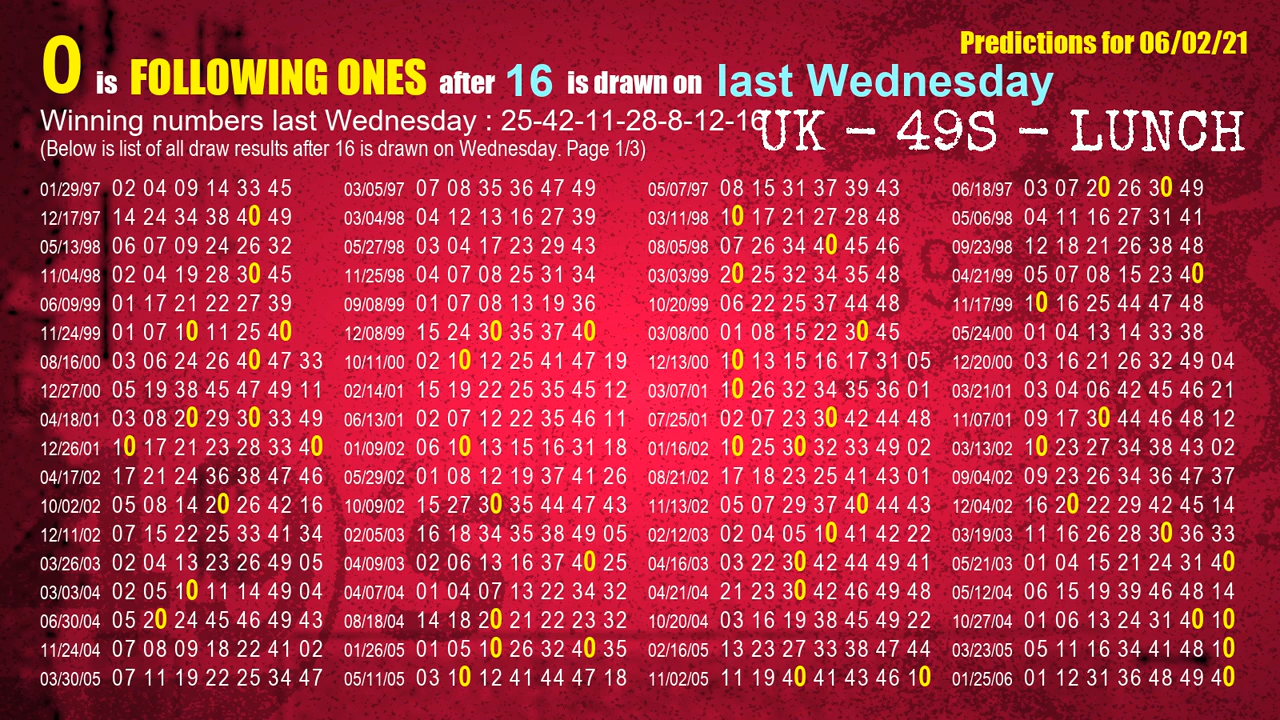 Predictions for 06/02/21
0 is FOLLOWING ONES after 16 is drawn on last Wednesday
Winning numbers last Wednesday : 25-42-11-28-8-12-16
UK - 49S - LUNCH
(Below is list of all draw results after 16 is drawn on Wednesday. Page 1/3)
01/29/97 02 04 09 14 33 45 03/05/97 07 08 35 36 47 49 05/07/97 08 15 31 37 39 43 06/18/97 03 07 20 26 30 49
12/17/97 14 24 34 38 40 49 03/04/98 04 12 13 16 27 39 03/11/98 10 17 21 27 28 48 05/06/98 04 11 16 27 31 41
05/13/98 06 07 09 24 26 32 05/27/98 03 04 17 23 29 43 08/05/98 07 26 34 40 45 46 09/23/98 12 18 21 26 38 48
11/04/98 02 04 19 28 30 45 11/25/98 04 07 08 25 31 34 03/03/99 20 25 32 34 35 48 04/21/99 05 07 08 15 23 40
06/09/99 01 17 21 22 27 39 09/08/99 01 07 08 13 19 36 10/20/99 06 22 25 37 44 48 11/17/99 10 16 25 44 47 48
11/24/99 01 07 10 11 25 40 12/08/99 15 24 30 35 37 40 03/08/00 01 08 15 22 30 45 05/24/00 01 04 13 14 33 38
08/16/00 03 06 24 26 40 47 33 10/11/00 02 10 12 25 41 47 19 12/13/00 10 13 15 16 17 31 05 12/20/00 03 16 21 26 32 49 04
12/27/00 05 19 38 45 47 49 11 02/14/01 15 19 22 25 35 45 12 03/07/01 10 26 32 34 35 36 01 03/21/01 03 04 06 42 45 46 21
04/18/01 03 08 20 29 30 33 49 06/13/01 02 07 12 22 35 46 11 07/25/01 02 07 23 30 42 44 48 11/07/01 09 17 30 44 46 48 12
12/26/01 10 17 21 23 28 33 40 01/09/02 06 10 13 15 16 31 18 01/16/02 10 25 30 32 33 49 02 03/13/02 10 23 27 34 38 43 02
04/17/02 17 21 24 36 38 47 46 05/29/02 01 08 12 19 37 41 26 08/21/02 17 18 23 25 41 43 01 09/04/02 09 23 26 34 36 47 37
10/02/02 05 08 14 20 26 42 16 10/09/02 15 27 30 35 44 47 43 11/13/02 05 07 29 37 40 44 43 12/04/02 16 20 22 29 42 45 14
12/11/02 07 15 22 25 33 41 34 02/05/03 16 18 34 35 38 49 05 02/12/03 02 04 05 10 41 42 22 03/19/03 11 16 26 28 30 36 33
03/26/03 02 04 13 23 26 49 05 04/09/03 02 06 13 16 37 40 25 04/16/03 03 22 30 42 44 49 41 05/21/03 01 04 15 21 24 31 40
03/03/04 02 05 10 11 14 49 04 04/07/04 01 04 07 13 22 34 32 04/21/04 21 23 30 42 46 49 48 05/12/04 06 15 39 39 46 48 14
06/30/04 05 20 24 45 46 49 43 08/18/04 14 18 20 21 22 23 32 10/20/04 03 16 19 38 45 49 22 10/27/04 01 06 13 24 31 40 10
11/24/04 07 08 09 18 22 41 02 01/26/05 01 05 10 26 32 40 35 02/16/05 13 23 27 33 38 47 44 03/23/05 05 11 16 34 41 48 10
03/30/05 07 11 19 22 25 34 47 05/11/05 03 10 12 41 44 47 18 11/02/05 11 19 40 41 43 46 10 01/25/06 01 12 31 36 48 49 40